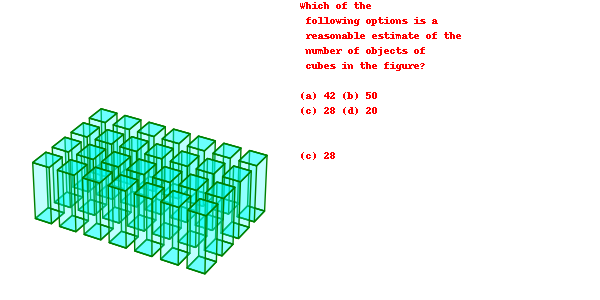 Which of the
following options is a
reasonable estimate of the
number of objects of
cubes in the figure?
(a) 42 (b) 50
(c) 28 (d) 20
(c) 28